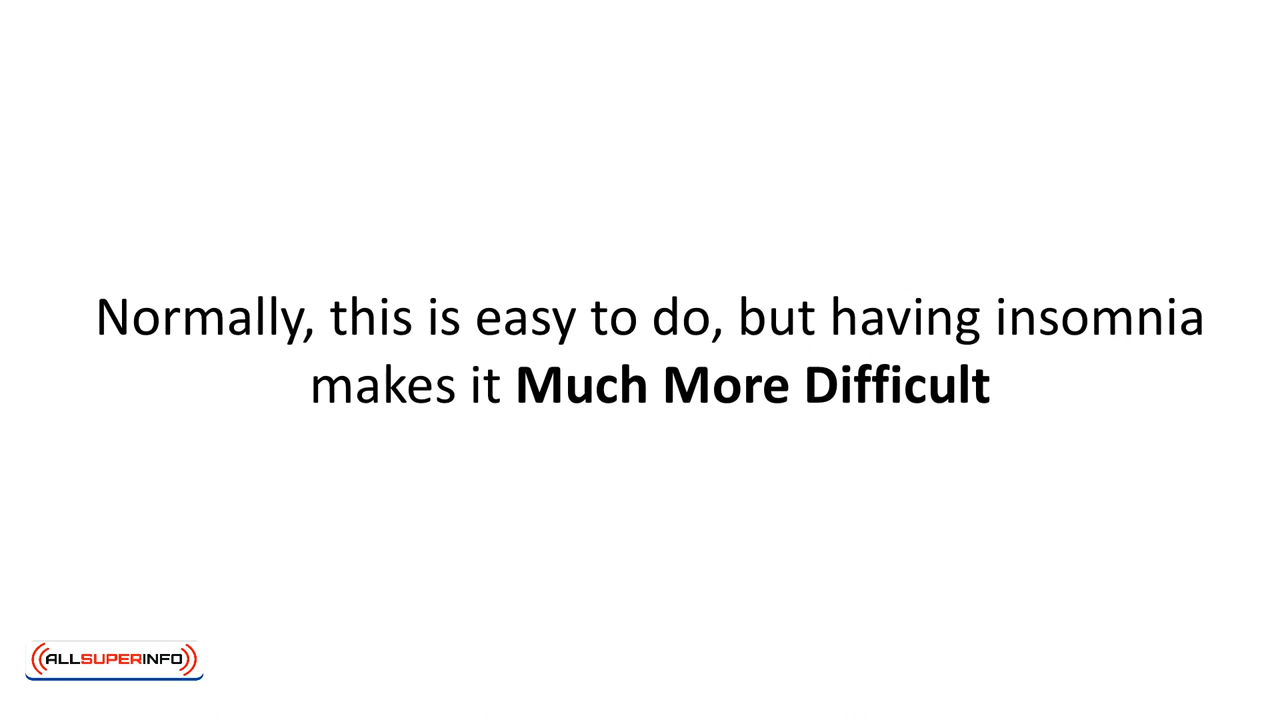 Normally, this is easy to do, but having insomnia
makes it Much More Difficult
ALLSUPERINFO